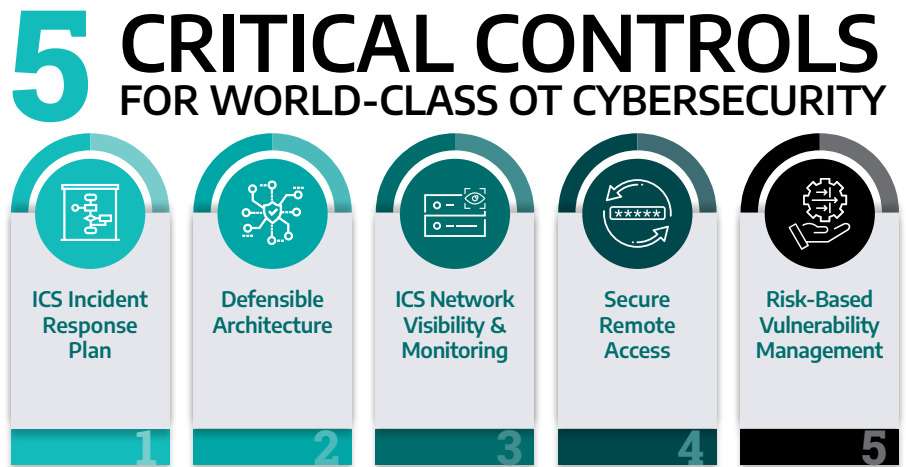 5 CRITICAL CONTROLS
FOR WORLD-CLASS OT CYBERSECURITY
*****
ICS Incident
Response
Plan
1
Defensible
Architecture
2
ICS Network
Visibility &
Monitoring
3
Secure
Remote
Access
4
Risk-Based
Vulnerability
Management
5